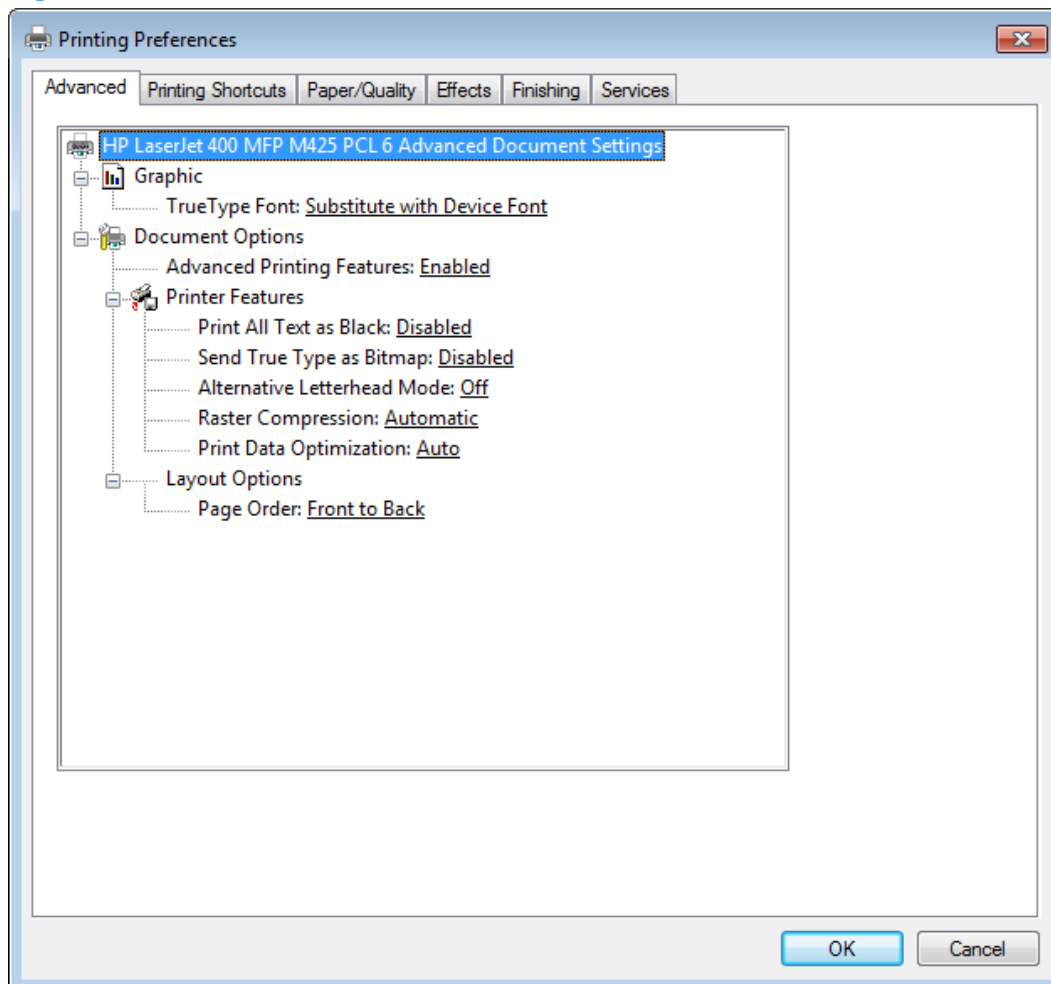 Printing Preferences
Advanced Printing Shortcuts Paper/Quality Effects Finishing Services
HP LaserJet 400 MFP M425 PCL 6 Advanced Document Settings
Graphic
TrueType Font: Substitute with Device Font
Document Options
Advanced Printing Features: Enabled
Printer Features
Print All Text as Black: Disabled
Send True Type as Bitmap: Disabled
Alternative Letterhead Mode: Off
Raster Compression: Automatic
Print Data Optimization: Auto
Layout Options
Page Order: Front to Back
OK Cancel